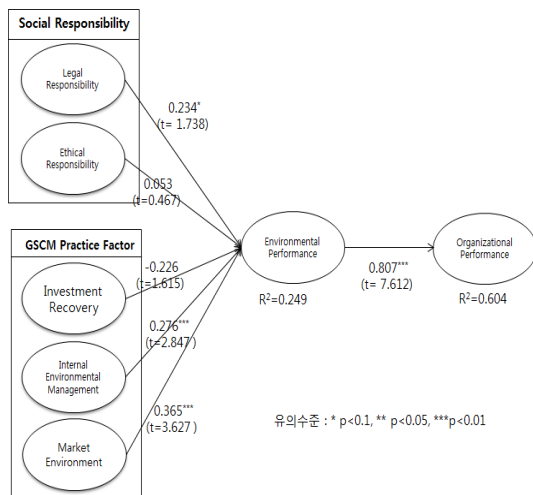 Social Responsibility
Legal
Responsibility
0.234*
(t= 1.738)
Ethical
Responsibility
0.053
(t=0.467)
GSCM Practice Factor
Investment
Recovery
-0.226
(t=1.615)
Internal
Environmental
Management
0.276***
(t=2.847 )
Market
Environment
0.365***
(t=3.627 )
Environmental
Performance
R²=0.249
0.807***
(t= 7.612)
Organizational
Performance
R²=0.604
유의수준 : * p<0.1, ** p<0.05, ***p<0.01